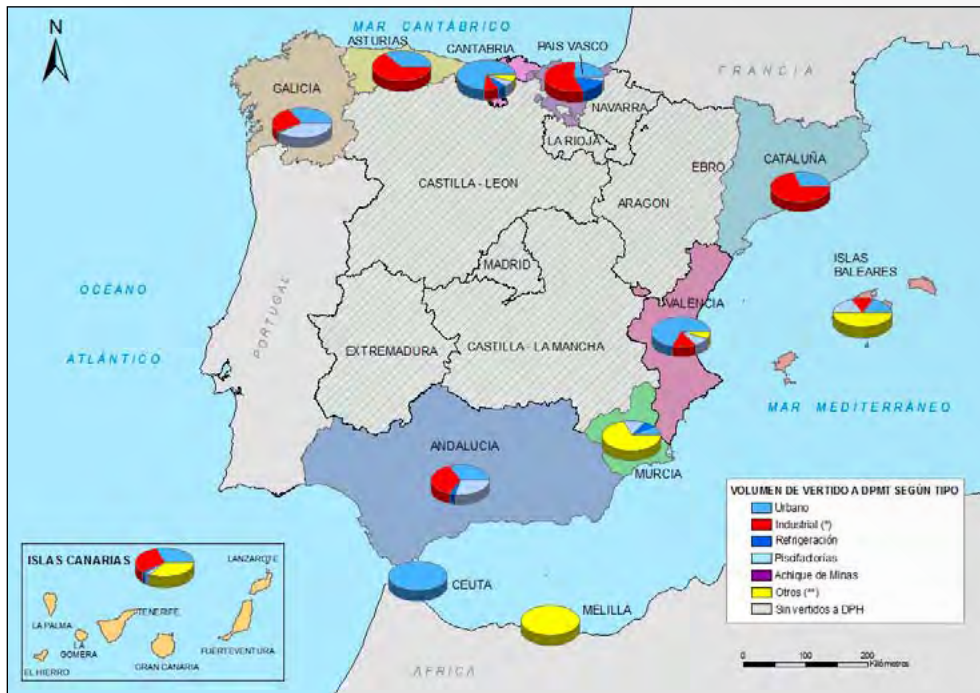 N
MAR CANTÁBRICO
ASTURIAS
CANTABRIA
PAIS VASCO
FRANCIA
GALICIA
NAVARRA
LA RIOJA
EBRO
CATALUÑA
CASTILLA - LEON
ARAGON
ISLAS
BALEARES
MADRID
OCÉANO
ATLÁNTICO
PORTUGAL
VALENCIA
EXTREMADURA
CASTILLA - LA MANCHA
MAR MEDITERRÁNEO
ANDALUCIA
MURCIA
VOLUMEN DE VERTIDO A DPMT SEGÚN TIPO
Urbano
Industrial (*)
Refrigeración
Piscifactorías
Achique de Minas
Otros (**)
Sin vertidos a DPH
ISLAS CANARIAS
LANZAROTE
LA PALMA
TENERIFE
LA
GOMERA
FUERTEVENTURA
EL HIERRO
GRAN CANARIA
CEUTA
MELILLA
AFRICA
0 100 200
Kilómetros